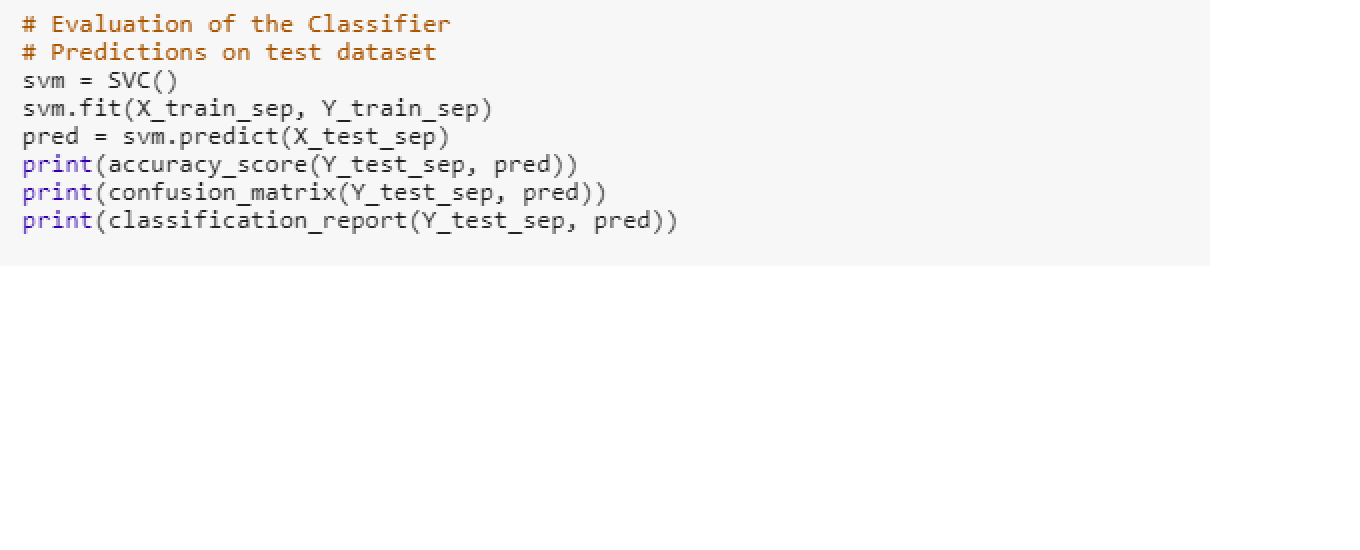 # Evaluation of the Classifier
# Predictions on test dataset
svm = SVC()
svm.fit(X_train_sep, Y_train_sep)
pred = svm.predict(X_test_sep)
print(accuracy_score(Y_test_sep, pred))
print(confusion_matrix(Y_test_sep, pred))
print(classification_report(Y_test_sep, pred))